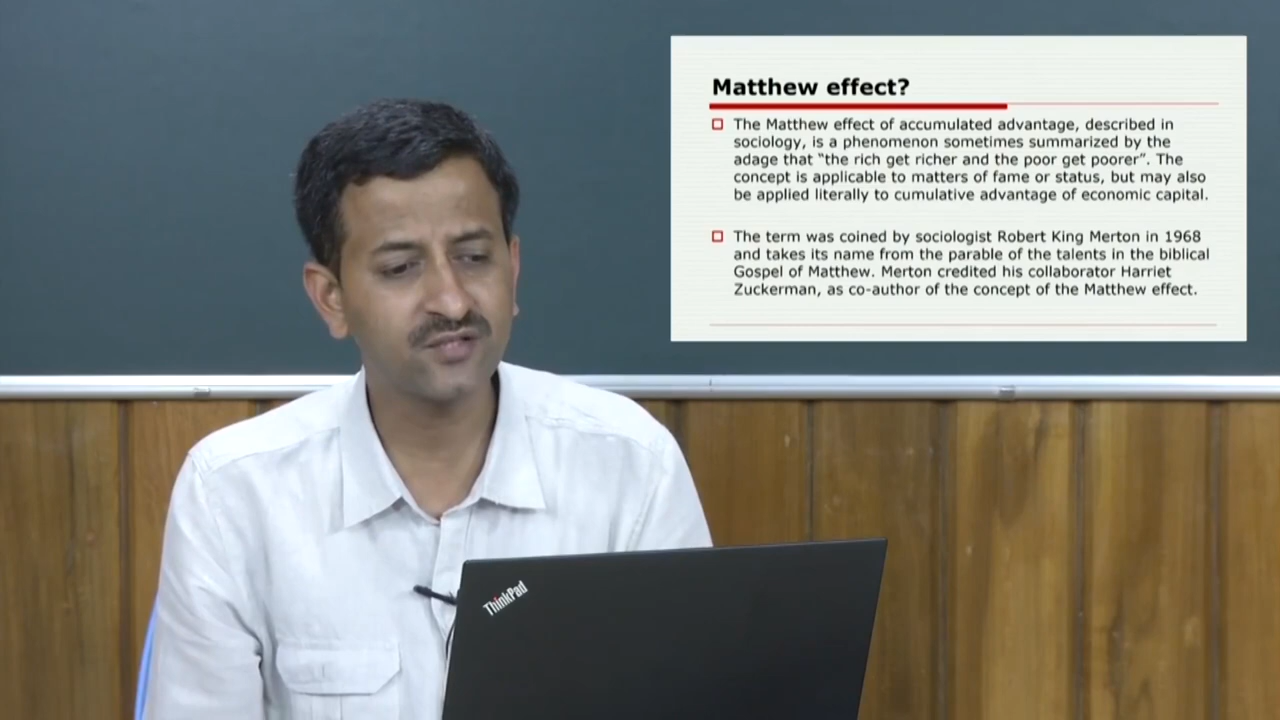 Matthew effect?
The Matthew effect of accumulated advantage, described in
sociology, is a phenomenon sometimes summarized by the
adage that “the rich get richer and the poor get poorer”. The
concept is applicable to matters of fame or status, but may also
be applied literally to cumulative advantage of economic capital.
The term was coined by sociologist Robert King Merton in 1968
and takes its name from the parable of the talents in the biblical
Gospel of Matthew. Merton credited his collaborator Harriet
Zuckerman, as co-author of the concept of the Matthew effect.
ThinkPad